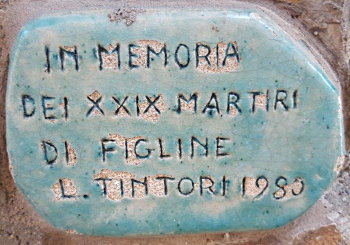 IN MEMORIA
DEI XXIX MARTIRI
DI FIGLINE
L. TINTORI 1980